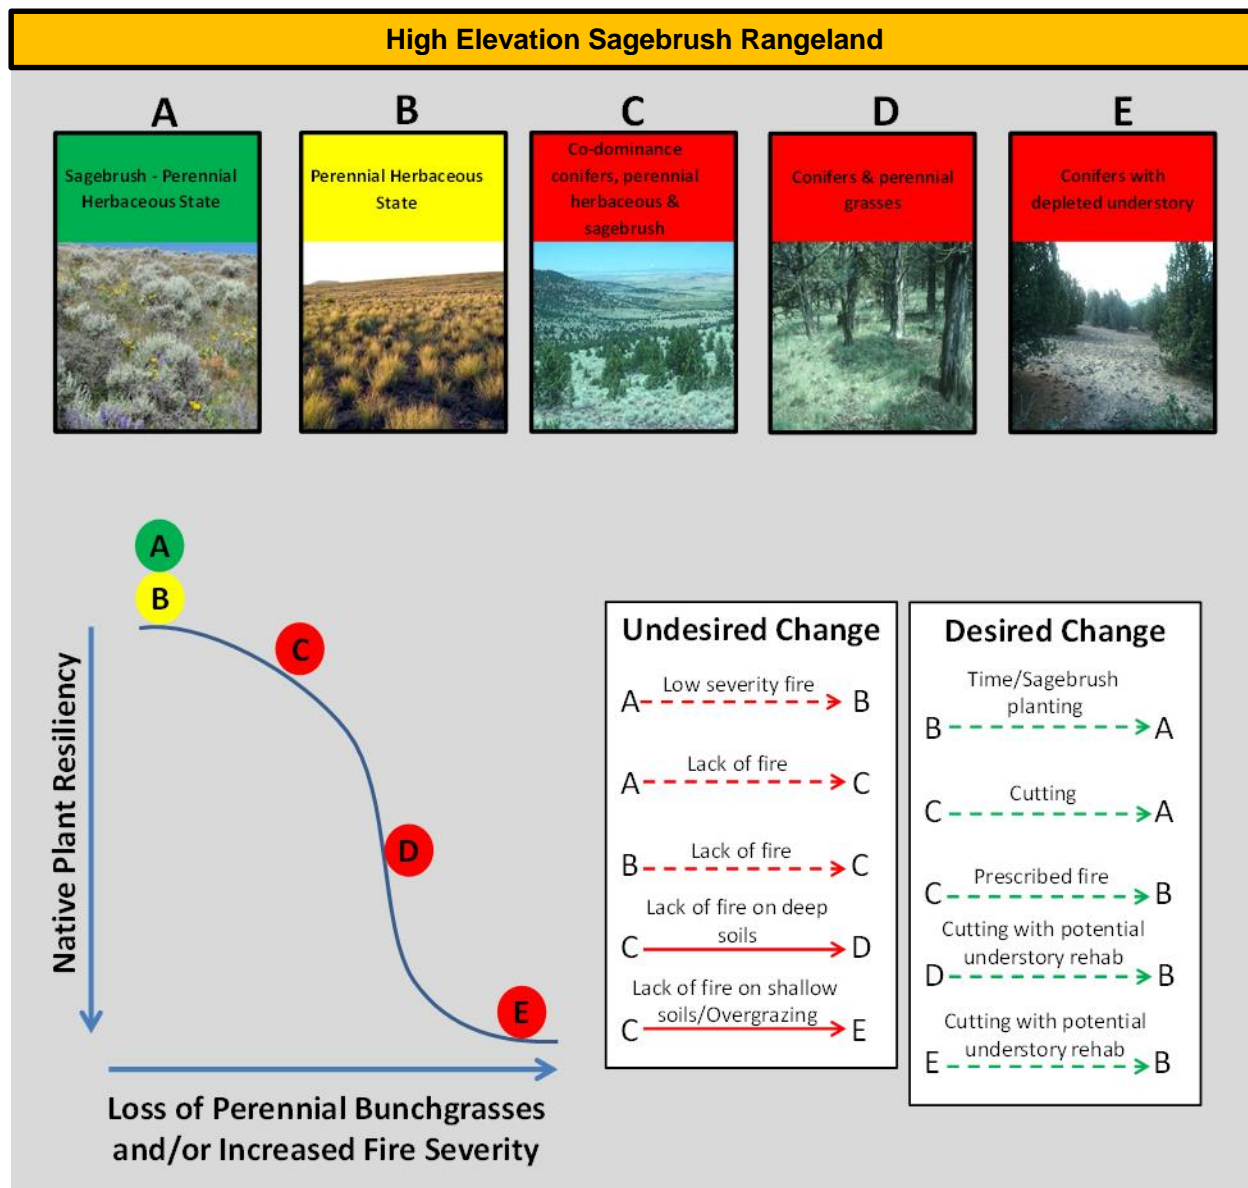 High Elevation Sagebrush Rangeland
A
B
C
D
E
Sagebrush - Perennial
Herbaceous State
Perennial Herbaceous
State
Co-dominance
conifers, perennial
herbaceous &
sagebrush
Conifers & perennial
grasses
Conifers with
depleted understory
A
B
C
D
E
Native Plant Resiliency
Loss of Perennial Bunchgrasses
and/or Increased Fire Severity
Undesired Change
Low severity fire
A B
Lack of fire
A C
Lack of fire
B C
Lack of fire on deep
soils
C D
Lack of fire on shallow
soils/Overgrazing
C E
Desired Change
Time/Sagebrush
planting
B A
Cutting
C A
Prescribed fire
C B
Cutting with potential
understory rehab
D B
Cutting with potential
understory rehab
E B